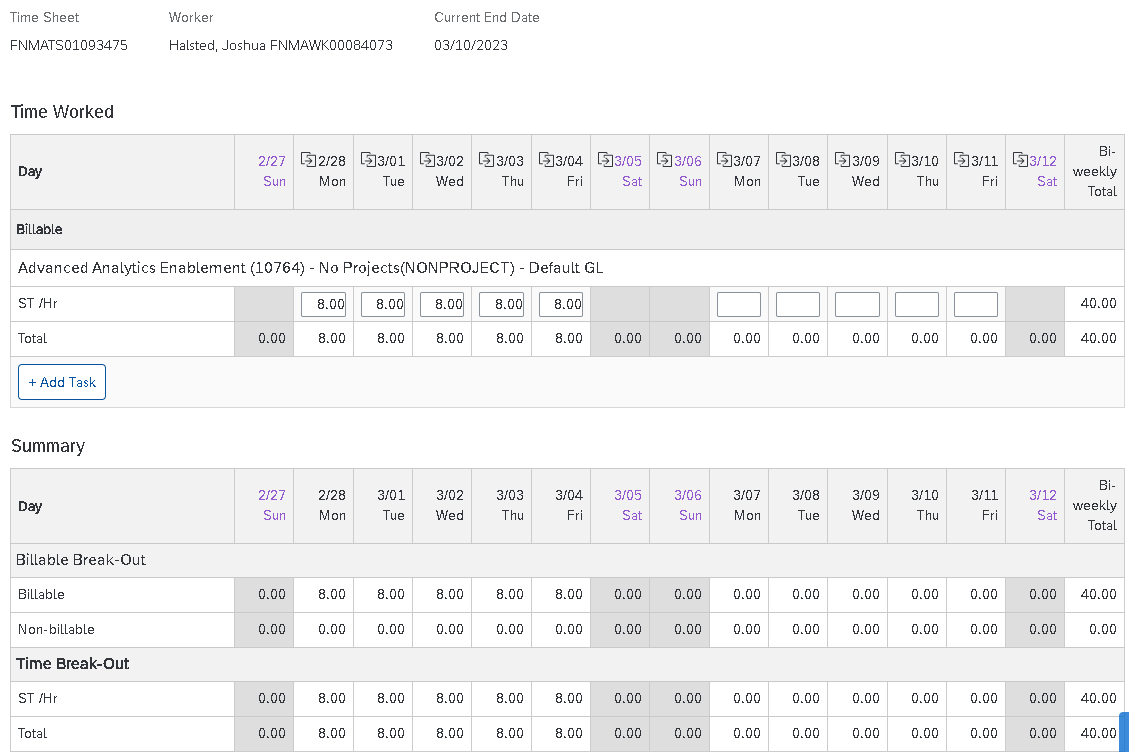 Time Sheet Worker Current End Date
FNMATS01093475 Halsted, Joshua FNMAWK00084073 03/10/2023
Time Worked
Day 2/27 Sun 2/28 Mon 3/01 Tue 3/02 Wed 3/03 Thu 3/04 Fri 3/05 Sat 3/06 Sun 3/07 Mon 3/08 Tue 3/09 Wed 3/10 Thu 3/11 Fri 3/12 Sat Bi-weekly Total
Billable
Advanced Analytics Enablement (10764) - No Projects(NONPROJECT) - Default GL
ST /Hr 8.00 8.00 8.00 8.00 8.00 40.00
Total 0.00 8.00 8.00 8.00 8.00 8.00 0.00 0.00 0.00 0.00 0.00 0.00 0.00 0.00 40.00
+ Add Task
Summary
Day 2/27 Sun 2/28 Mon 3/01 Tue 3/02 Wed 3/03 Thu 3/04 Fri 3/05 Sat 3/06 Sun 3/07 Mon 3/08 Tue 3/09 Wed 3/10 Thu 3/11 Fri 3/12 Sat Bi-weekly Total
Billable Break-Out
Billable 0.00 8.00 8.00 8.00 8.00 8.00 0.00 0.00 0.00 0.00 0.00 0.00 0.00 0.00 40.00
Non-billable 0.00 0.00 0.00 0.00 0.00 0.00 0.00 0.00 0.00 0.00 0.00 0.00 0.00 0.00 0.00
Time Break-Out
ST /Hr 0.00 8.00 8.00 8.00 8.00 8.00 0.00 0.00 0.00 0.00 0.00 0.00 0.00 0.00 40.00
Total 0.00 8.00 8.00 8.00 8.00 8.00 0.00 0.00 0.00 0.00 0.00 0.00 0.00 0.00 40.00